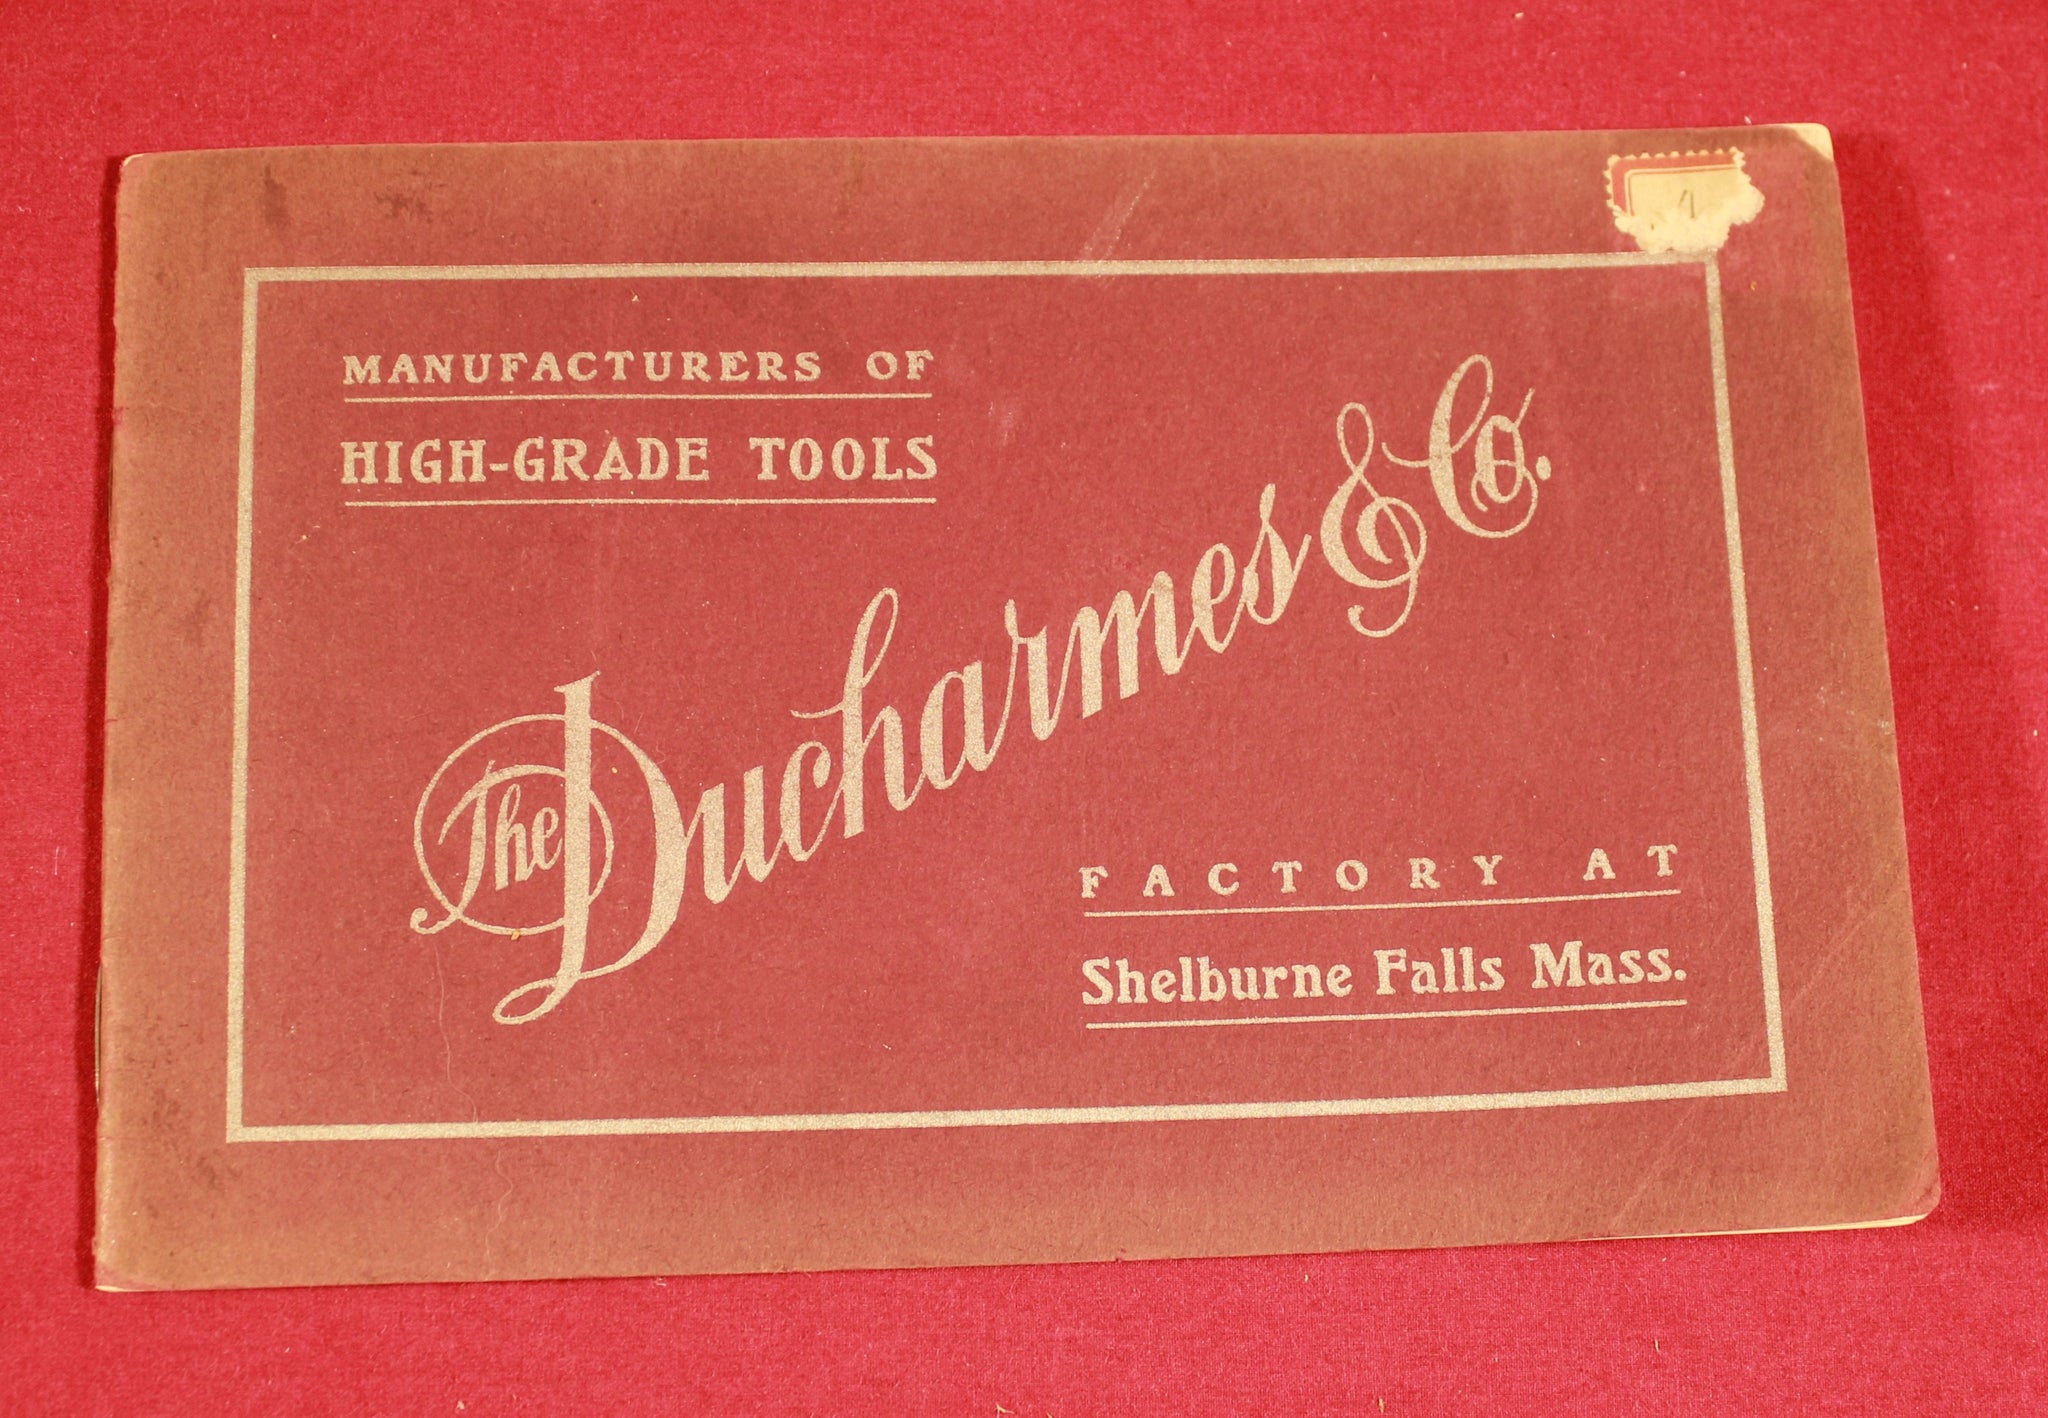 MANUFACTURERS OF
HIGH-GRADE TOOLS
The Ducharmes & Co.
FACTORY AT
Shelburne Falls Mass.